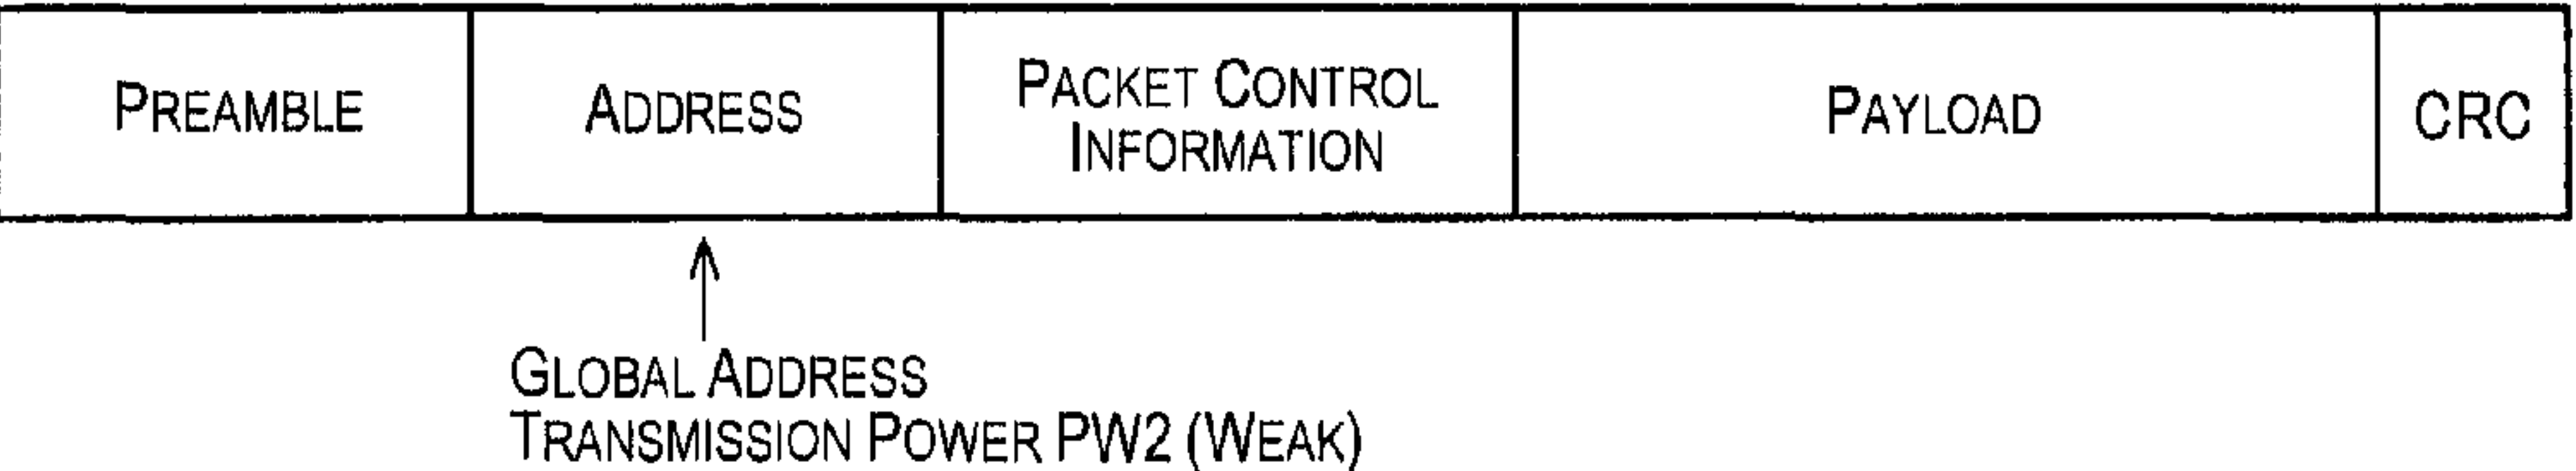 PREAMBLE
ADDRESS
PACKET CONTROL
INFORMATION
PAYLOAD
CRC
GLOBAL ADDRESS
TRANSMISSION POWER PW2 (WEAK)